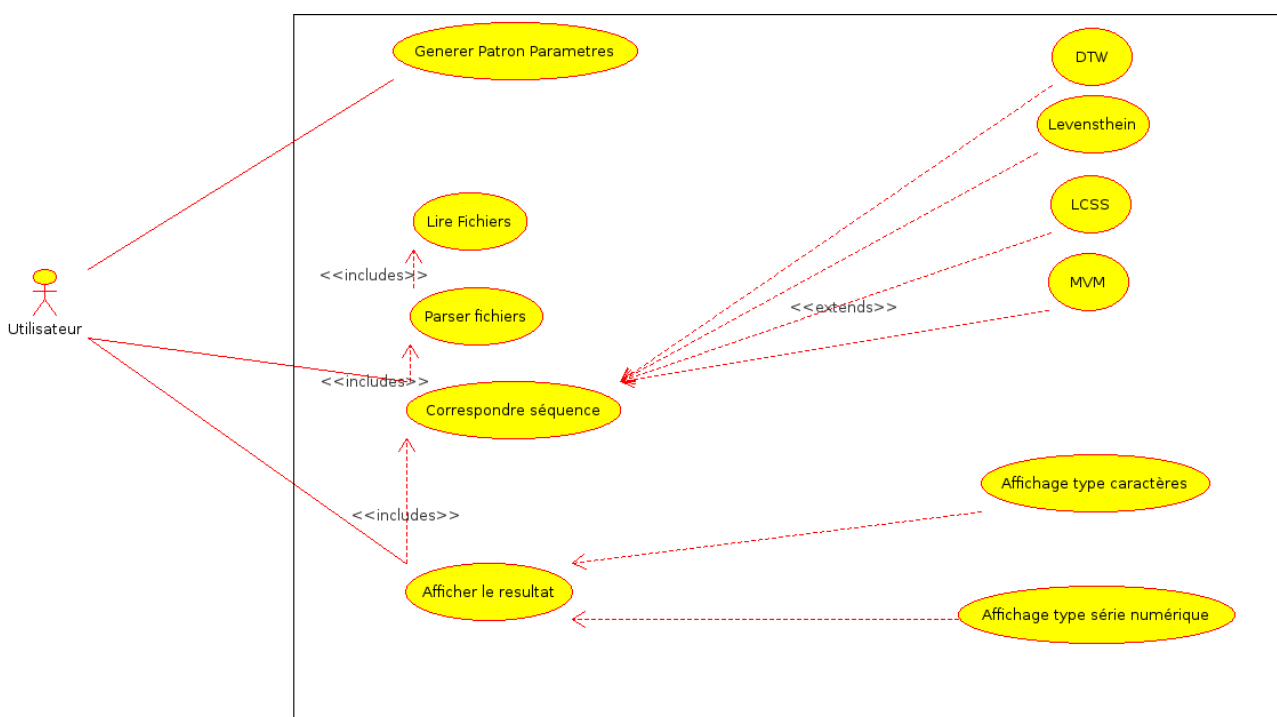 Generer Patron Parametres
DTW
Levensthein
LCSS
Lire Fichiers
<<includes>>
MVM
<<extends>>
Utilisateur
Parser fichiers
<<includes>>
Correspondre séquence
Affichage type caractères
<<includes>>
Afficher le resultat
Affichage type série numérique